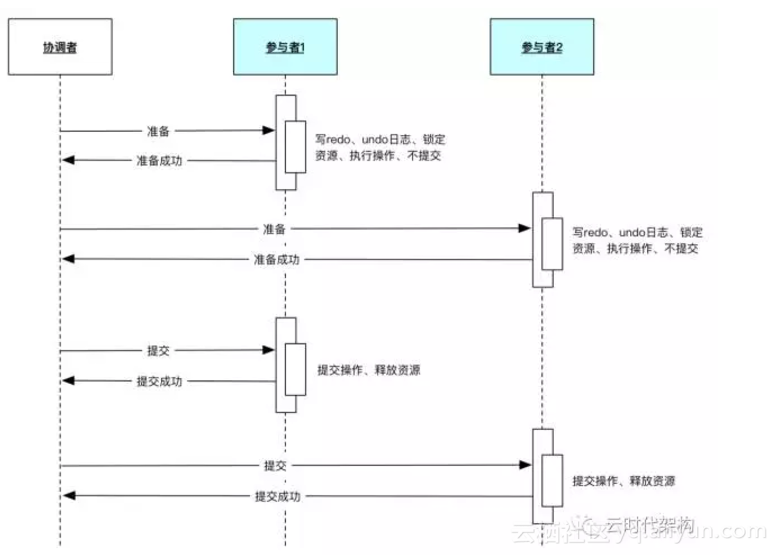 协调者
参与者1
参与者2
准备
写redo、undo日志、锁定
资源、执行操作、不提交
准备成功
准备
写redo、undo日志、锁定
资源、执行操作、不提交
准备成功
提交
提交操作、释放资源
提交成功
提交
提交操作、释放资源
提交成功
云时代架构
云栖社区 yq.aliyun.com